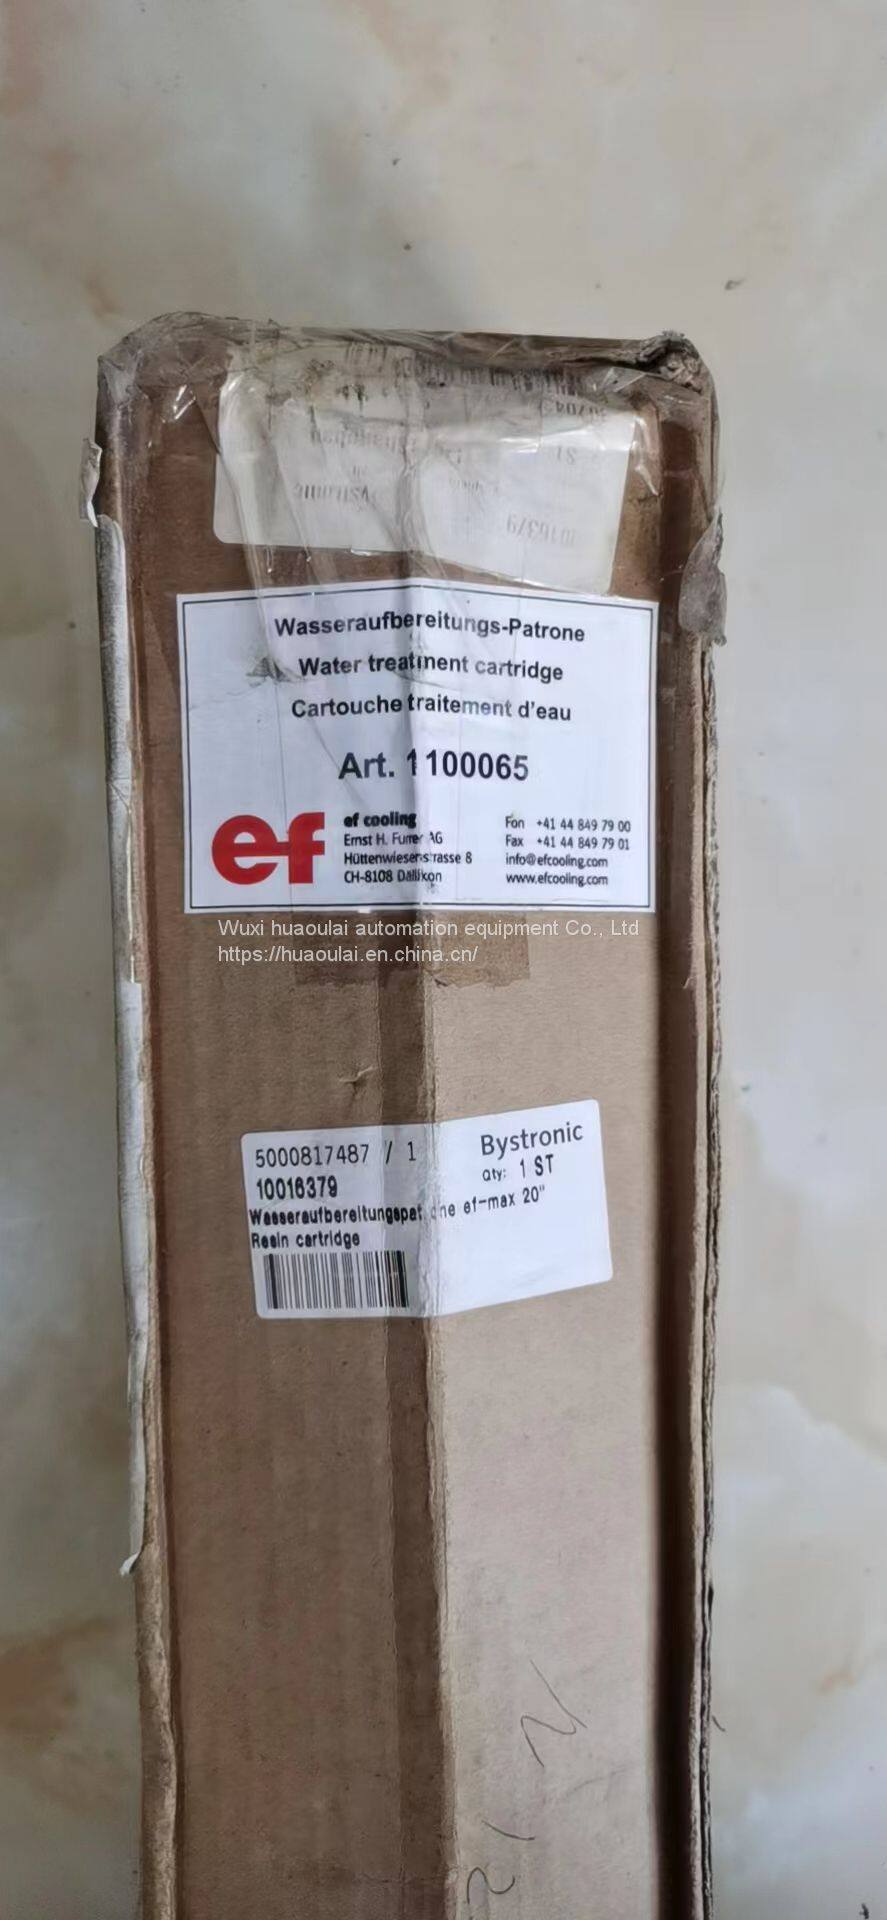 10016379
Wasseraufbereitungs-Patrone
Water treatment cartridge
Cartouche traitement d'eau
Art. 1100065
ef
ef cooling
Ernst H. Furrer AG
Hüttenwiesenstrasse 8
CH-8108 Dällikon
Fon +41 44 849 79 00
Fax +41 44 849 79 01
info@efcooling.com
www.efcooling.com
Wuxi huaoulai automation equipment Co., Ltd
https://huaoulai.en.china.cn/
5000817487 / 1
Bystronic
10016379
Qty: 1 ST
ef-max 20"
Resin cartridge